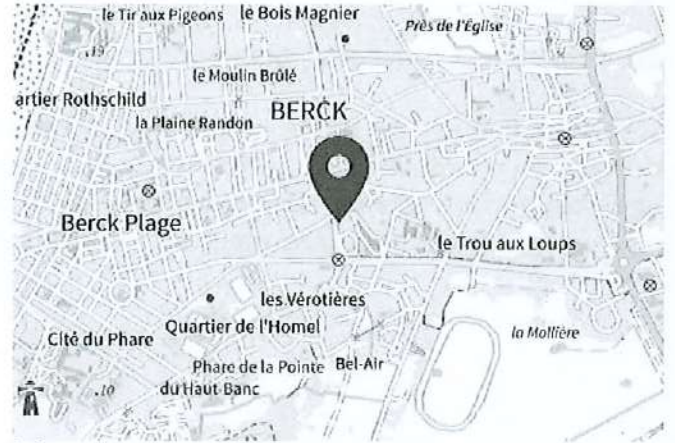 le Tir aux Pigeons
le Bois Magnier
Près de l'Église
.19
le Moulin Brûlé
artier Rothschild
la Plaine Randon
BERCK
Berck Plage
le Trou aux Loups
les Vérotières
Quartier de l'Homel
la Mollière
Cité du Phare
Phare de la Pointe
du Haut-Banc
Bel-Air
.10